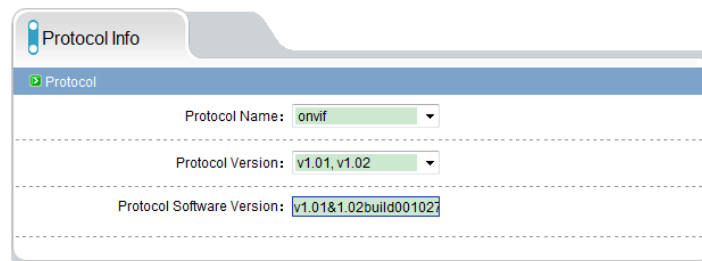 Protocol Info
Protocol
Protocol Name: onvif
Protocol Version: v1.01, v1.02
Protocol Software Version: v1.01&1.02build001027